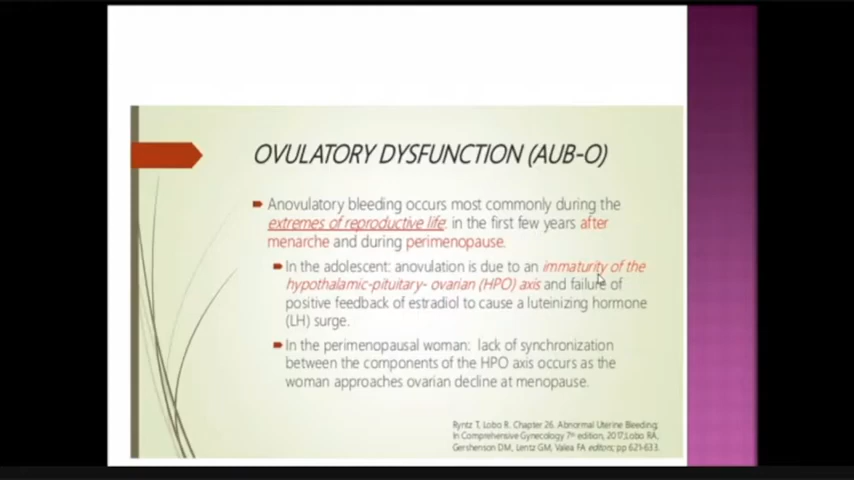 OVULATORY DYSFUNCTION (AUB-O)
Anovulatory bleeding occurs most commonly during the
extremes of reproductive life. in the first few years after
menarche and during perimenopause.
In the adolescent: anovulation is due to an immaturity of the
hypothalamic-pituitary- ovarian (HPO) axis and failure of
positive feedback of estradiol to cause a luteinizing hormone
(LH) surge.
In the perimenopausal woman: lack of synchronization
between the components of the HPO axis occurs as the
woman approaches ovarian decline at menopause.
Ryntz T, Lobo R. Chapter 26. Abnormal Uterine Bleeding;
In Comprehensive Gynecology 7th edition, 2017;Lobo RA,
Gershenson DM, Lentz GM, Valea FA editors; pp 621-633.